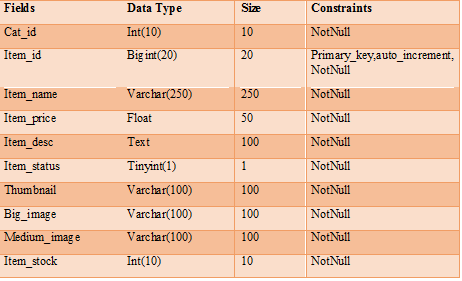 Fields Data Type Size Constraints
Cat_id Int(10) 10 NotNull
Item_id Bigint(20) 20 Primary_key,auto_increment,
NotNull
Item_name Varchar(250) 250 NotNull
Item_price Float 50 NotNull
Item_desc Text 100 NotNull
Item_status Tinyint(1) 1 NotNull
Thumbnail Varchar(100) 100 NotNull
Big_image Varchar(100) 100 NotNull
Medium_image Varchar(100) 100 NotNull
Item_stock Int(10) 10 NotNull